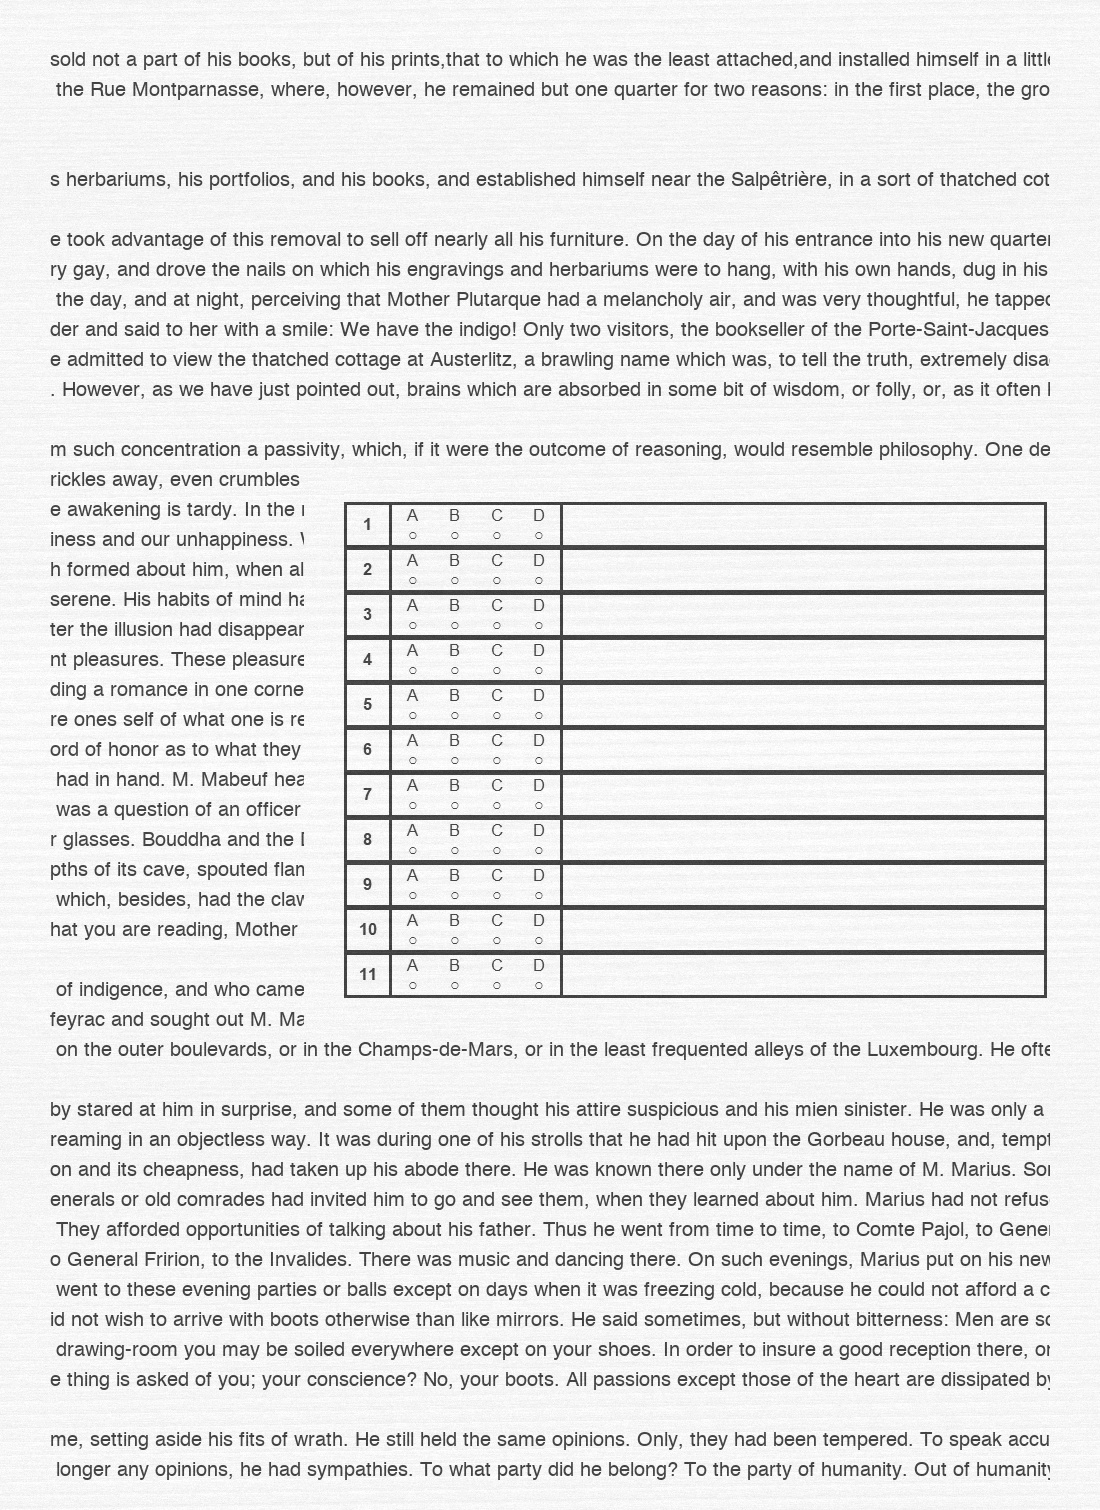 sold not a part of his books, but of his prints,that to which he was the least attached,and installed himself in a little
the Rue Montparnasse, where, however, he remained but one quarter for two reasons: in the first place, the gro
s herbariums, his portfolios, and his books, and established himself near the Salpêtrière, in a sort of thatched cot
e took advantage of this removal to sell off nearly all his furniture. On the day of his entrance into his new quarter
ry gay, and drove the nails on which his engravings and herbariums were to hang, with his own hands, dug in his
the day, and at night, perceiving that Mother Plutarque had a melancholy air, and was very thoughtful, he tapped
der and said to her with a smile: We have the indigo! Only two visitors, the bookseller of the Porte-Saint-Jacques
e admitted to view the thatched cottage at Austerlitz, a brawling name which was, to tell the truth, extremely disa
. However, as we have just pointed out, brains which are absorbed in some bit of wisdom, or folly, or, as it often
m such concentration a passivity, which, if it were the outcome of reasoning, would resemble philosophy. One de
rickles away, even crumbles
e awakening is tardy. In the
iness and our unhappiness.
h formed about him, when al
serene. His habits of mind ha
ter the illusion had disappear
nt pleasures. These pleasure
ding a romance in one corne
re ones self of what one is re
ord of honor as to what they
had in hand. M. Mabeuf hea
was a question of an officer
r glasses. Bouddha and the
pths of its cave, spouted flam
which, besides, had the claw
hat you are reading, Mother
of indigence, and who came
feyrac and sought out M. Ma
1 A B C D
2 A B C D
3 A B C D
4 A B C D
5 A B C D
6 A B C D
7 A B C D
8 A B C D
9 A B C D
10 A B C D
11 A B C D
on the outer boulevards, or in the Champs-de-Mars, or in the least frequented alleys of the Luxembourg. He ofte
by stared at him in surprise, and some of them thought his attire suspicious and his mien sinister. He was only a
reaming in an objectless way. It was during one of his strolls that he had hit upon the Gorbeau house, and, tempt
on and its cheapness, had taken up his abode there. He was known there only under the name of M. Marius. Sor
enerals or old comrades had invited him to go and see them, when they learned about him. Marius had not refus
They afforded opportunities of talking about his father. Thus he went from time to time, to Comte Pajol, to Gener
o General Fririon, to the Invalides. There was music and dancing there. On such evenings, Marius put on his new
went to these evening parties or balls except on days when it was freezing cold, because he could not afford a c
id not wish to arrive with boots otherwise than like mirrors. He said sometimes, but without bitterness: Men are so
drawing-room you may be soiled everywhere except on your shoes. In order to insure a good reception there, or
e thing is asked of you; your conscience? No, your boots. All passions except those of the heart are dissipated by
me, setting aside his fits of wrath. He still held the same opinions. Only, they had been tempered. To speak accu
longer any opinions, he had sympathies. To what party did he belong? To the party of humanity. Out of humanity